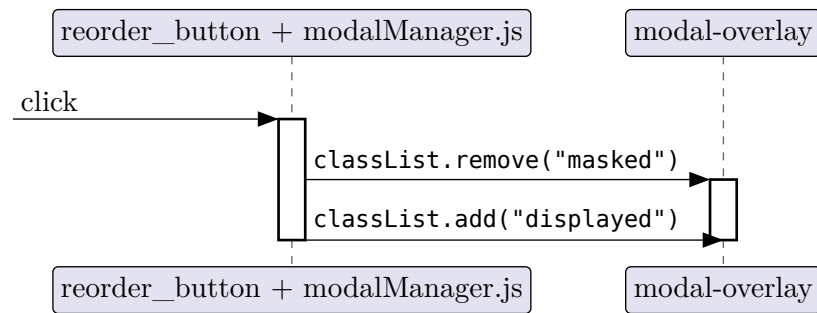 reorder_button + modalManager.js
modal-overlay
click
classList.remove("masked")
classList.add("displayed")
reorder_button + modalManager.js
modal-overlay